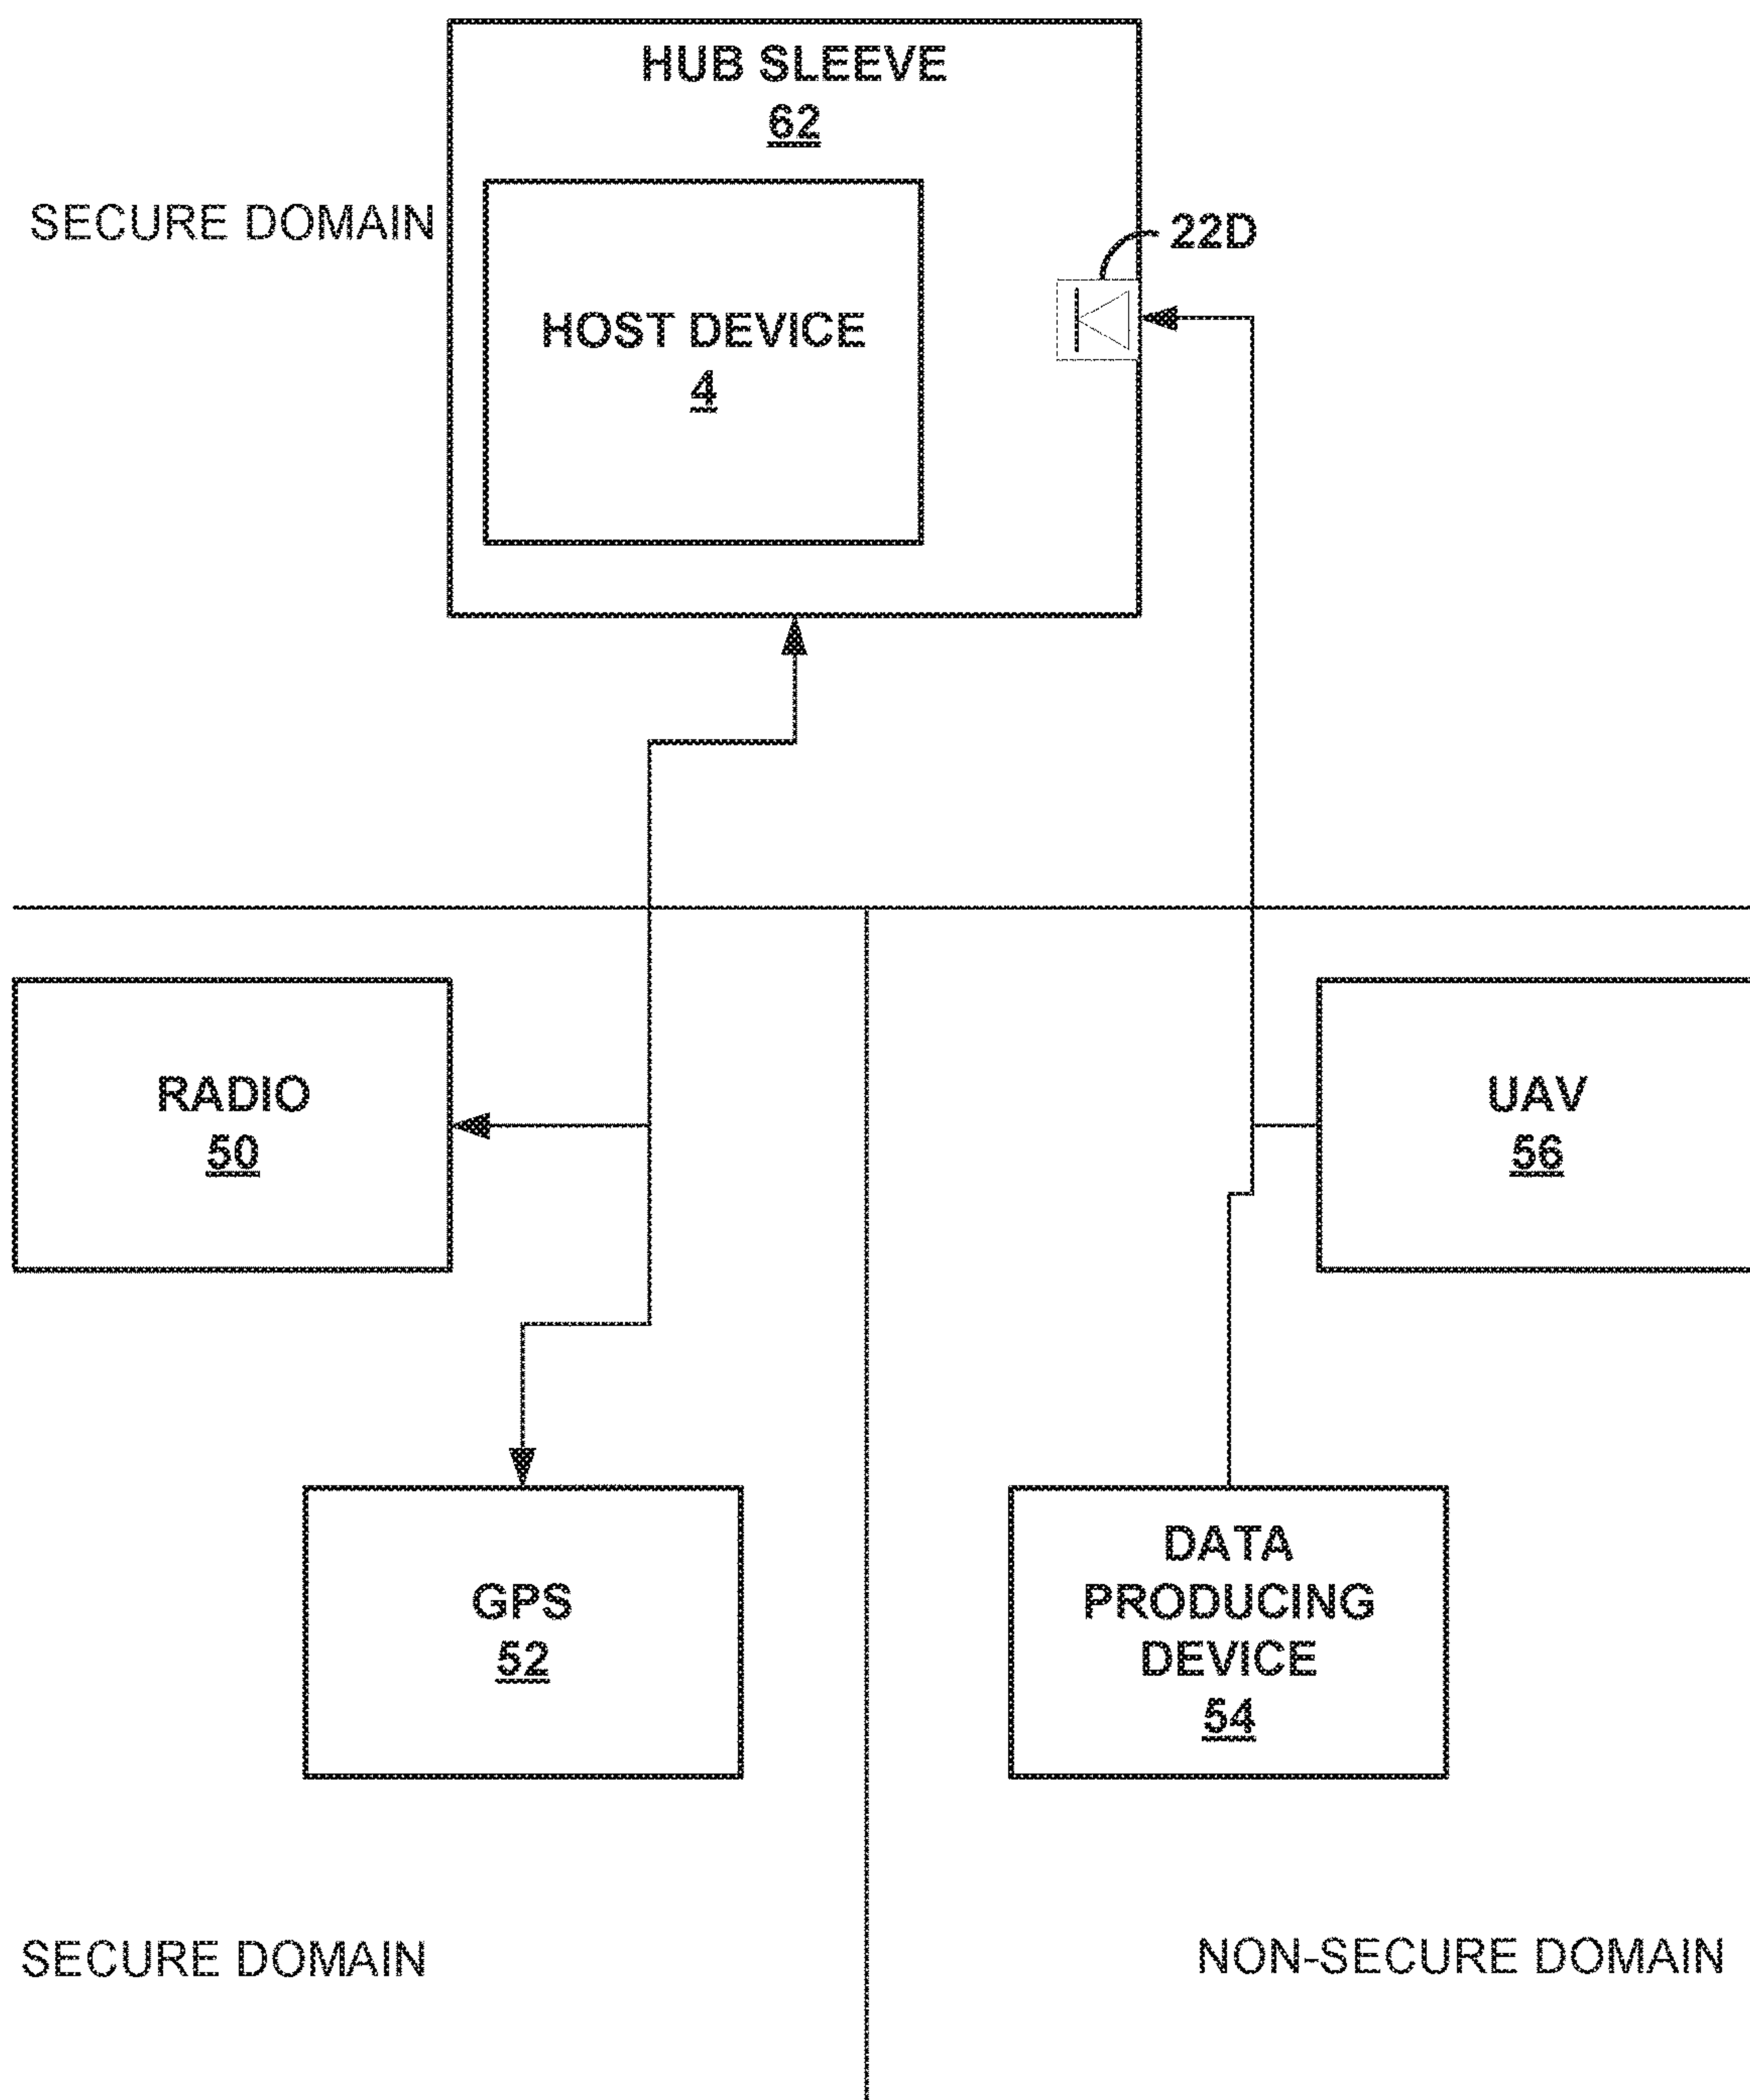 HUB SLEEVE
62
SECURE DOMAIN
22D
HOST DEVICE
4
RADIO
50
UAV
56
GPS
52
DATA
PRODUCING
DEVICE
54
SECURE DOMAIN
NON-SECURE DOMAIN